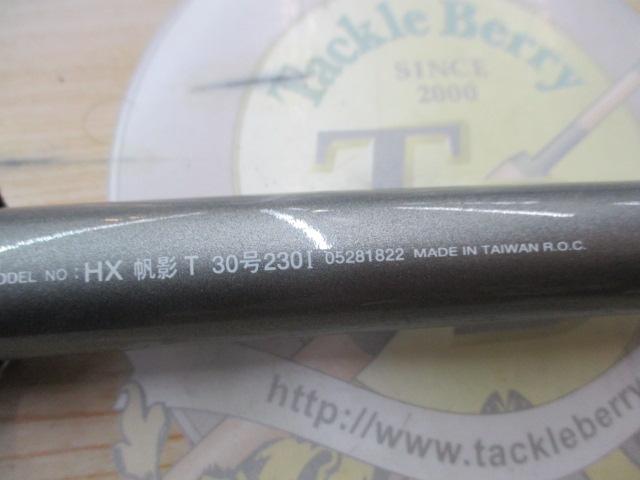 Tackle Berry
SINCE
2000
T
ODEL NO : HX 帆影 T 30号230I 05281822 MADE IN TAIWAN R.O.C.
http://www.tackleberry